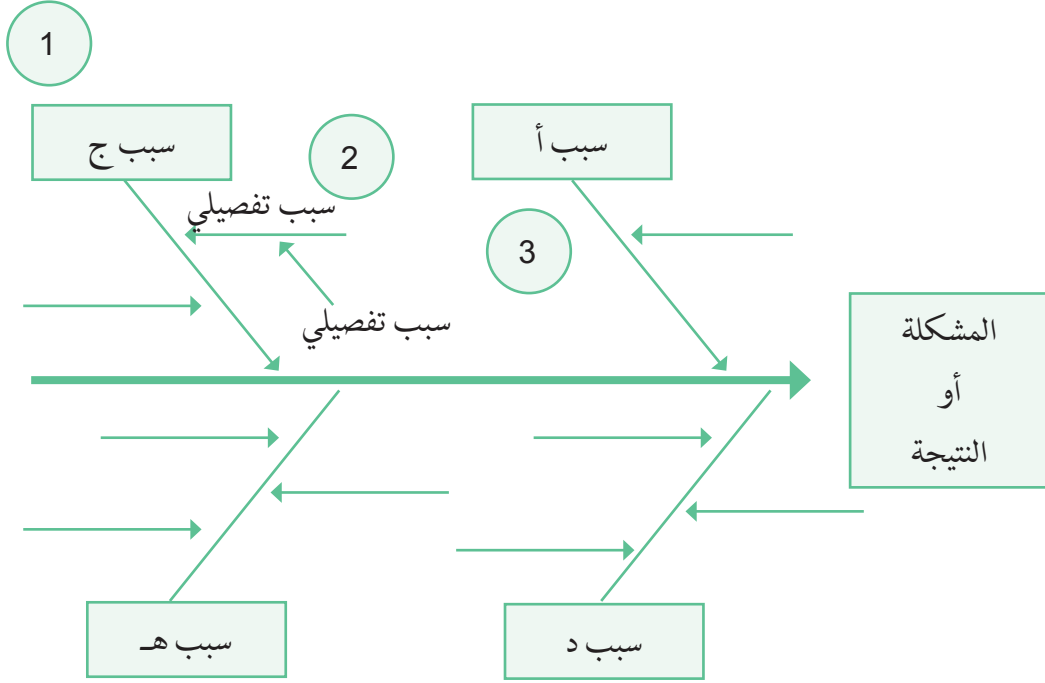 1
سبب أ
سبب ج
2
سبب تفصيلي
3
سبب تفصيلي
المشكلة
أو
النتيجة
سبب د
سبب هـ